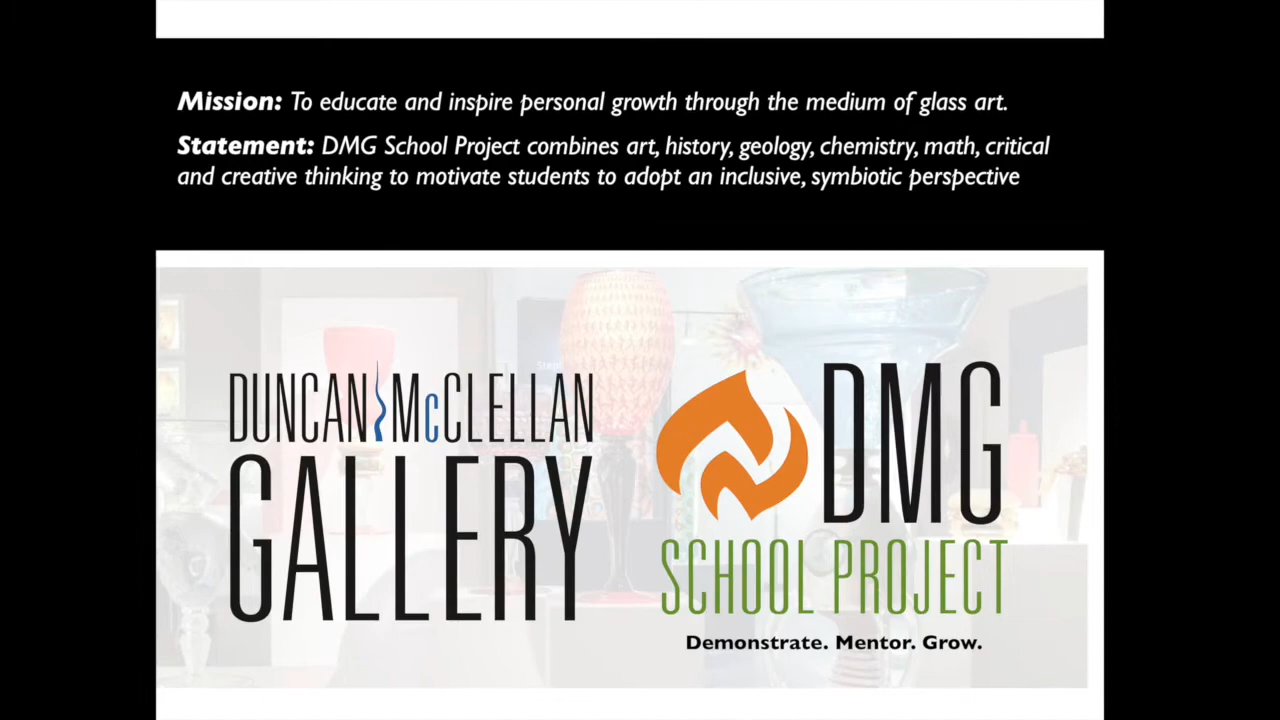 Mission: To educate and inspire personal growth through the medium of glass art.
Statement: DMG School Project combines art, history, geology, chemistry, math, critical
and creative thinking to motivate students to adopt an inclusive, symbiotic perspective
DUNCAN McCLELLAN
GALLERY
DMG
SCHOOL PROJECT
Demonstrate. Mentor. Grow.